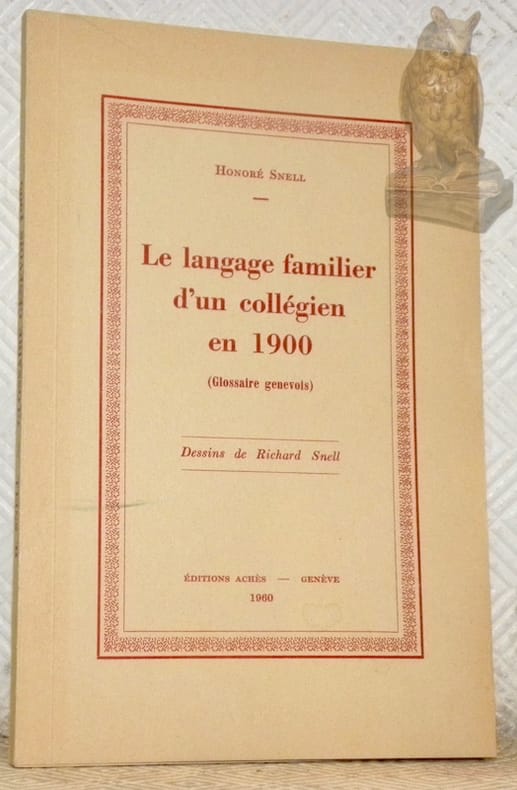 Honoré Snell
Le langage familier
d'un collégien
en 1900
(Glossaire genevois)
Dessins de Richard Snell
ÉDITIONS ACHÈS — GENÈVE
1960